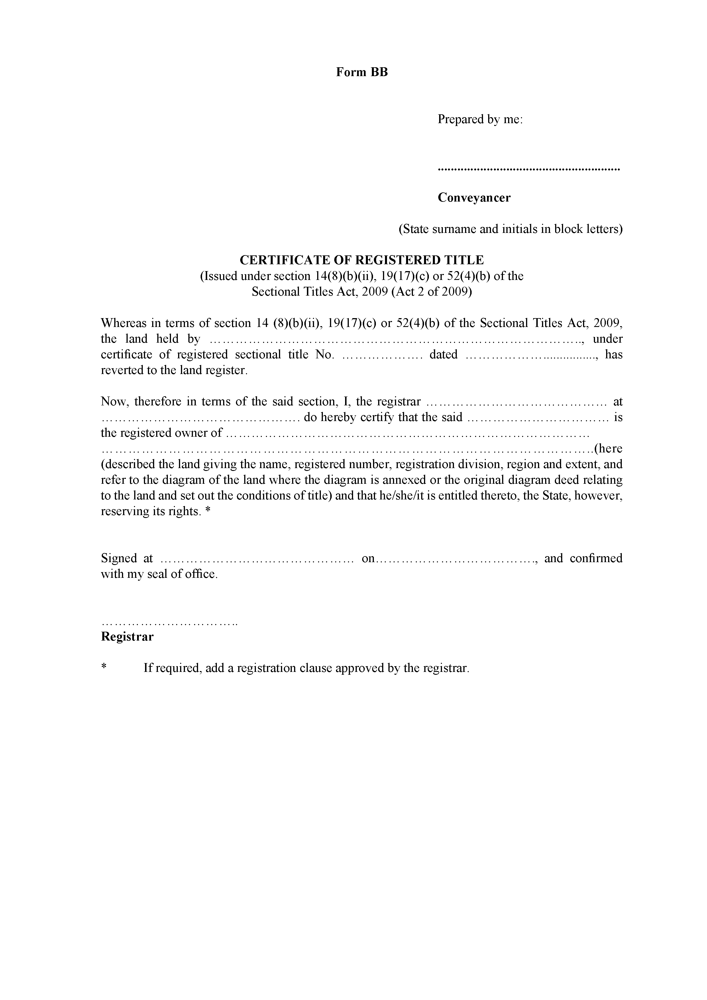 Form BB
Prepared by me:
........................................................
Conveyancer
(State surname and initials in block letters)
CERTIFICATE OF REGISTERED TITLE
(Issued under section 14(8)(b)(ii), 19(17)(c) or 52(4)(b) of the
Sectional Titles Act, 2009 (Act 2 of 2009)
Whereas in terms of section 14 (8)(b)(ii), 19(17)(c) or 52(4)(b) of the Sectional Titles Act, 2009,
the land held by ………………………………………………………………………….., under
certificate of registered sectional title No. ………………. dated ………………................, has
reverted to the land register.
Now, therefore in terms of the said section, I, the registrar …………………………………… at
………………………………………. do hereby certify that the said …………………………… is
the registered owner of …………………………………………………………………………
…………………………………………………………………………………………………..(here
(described the land giving the name, registered number, registration division, region and extent, and
refer to the diagram of the land where the diagram is annexed or the original diagram deed relating
to the land and set out the conditions of title) and that he/she/it is entitled thereto, the State, however,
reserving its rights. *
Signed at ……………………………………… on………………………………., and confirmed
with my seal of office.
…………………………..
Registrar
* If required, add a registration clause approved by the registrar.